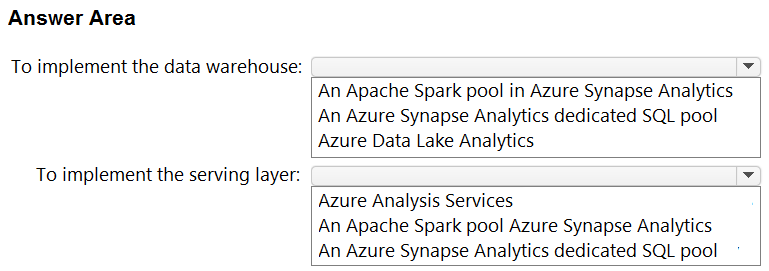 Answer Area
To implement the data warehouse:
An Apache Spark pool in Azure Synapse Analytics
An Azure Synapse Analytics dedicated SQL pool
Azure Data Lake Analytics
To implement the serving layer:
Azure Analysis Services
An Apache Spark pool Azure Synapse Analytics
An Azure Synapse Analytics dedicated SQL pool